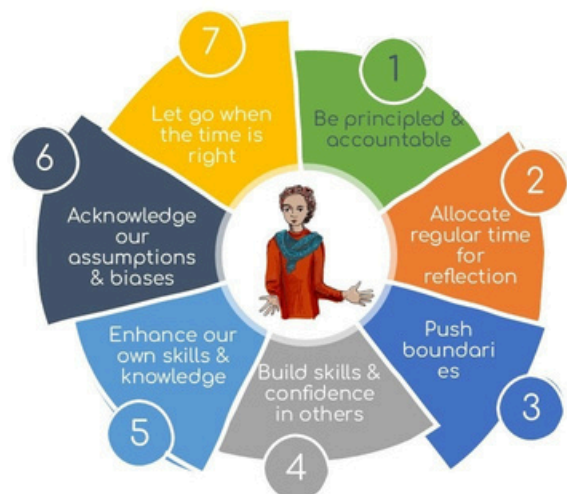 1
Be principled &
accountable
2
Allocate
regular time
for
reflection
3
Push
boundari
es
4
Build skills &
confidence
in others
5
Enhance our
own skills &
knowledge
6
Acknowledge
our
assumptions
& biases
7
Let go when
the time is
right